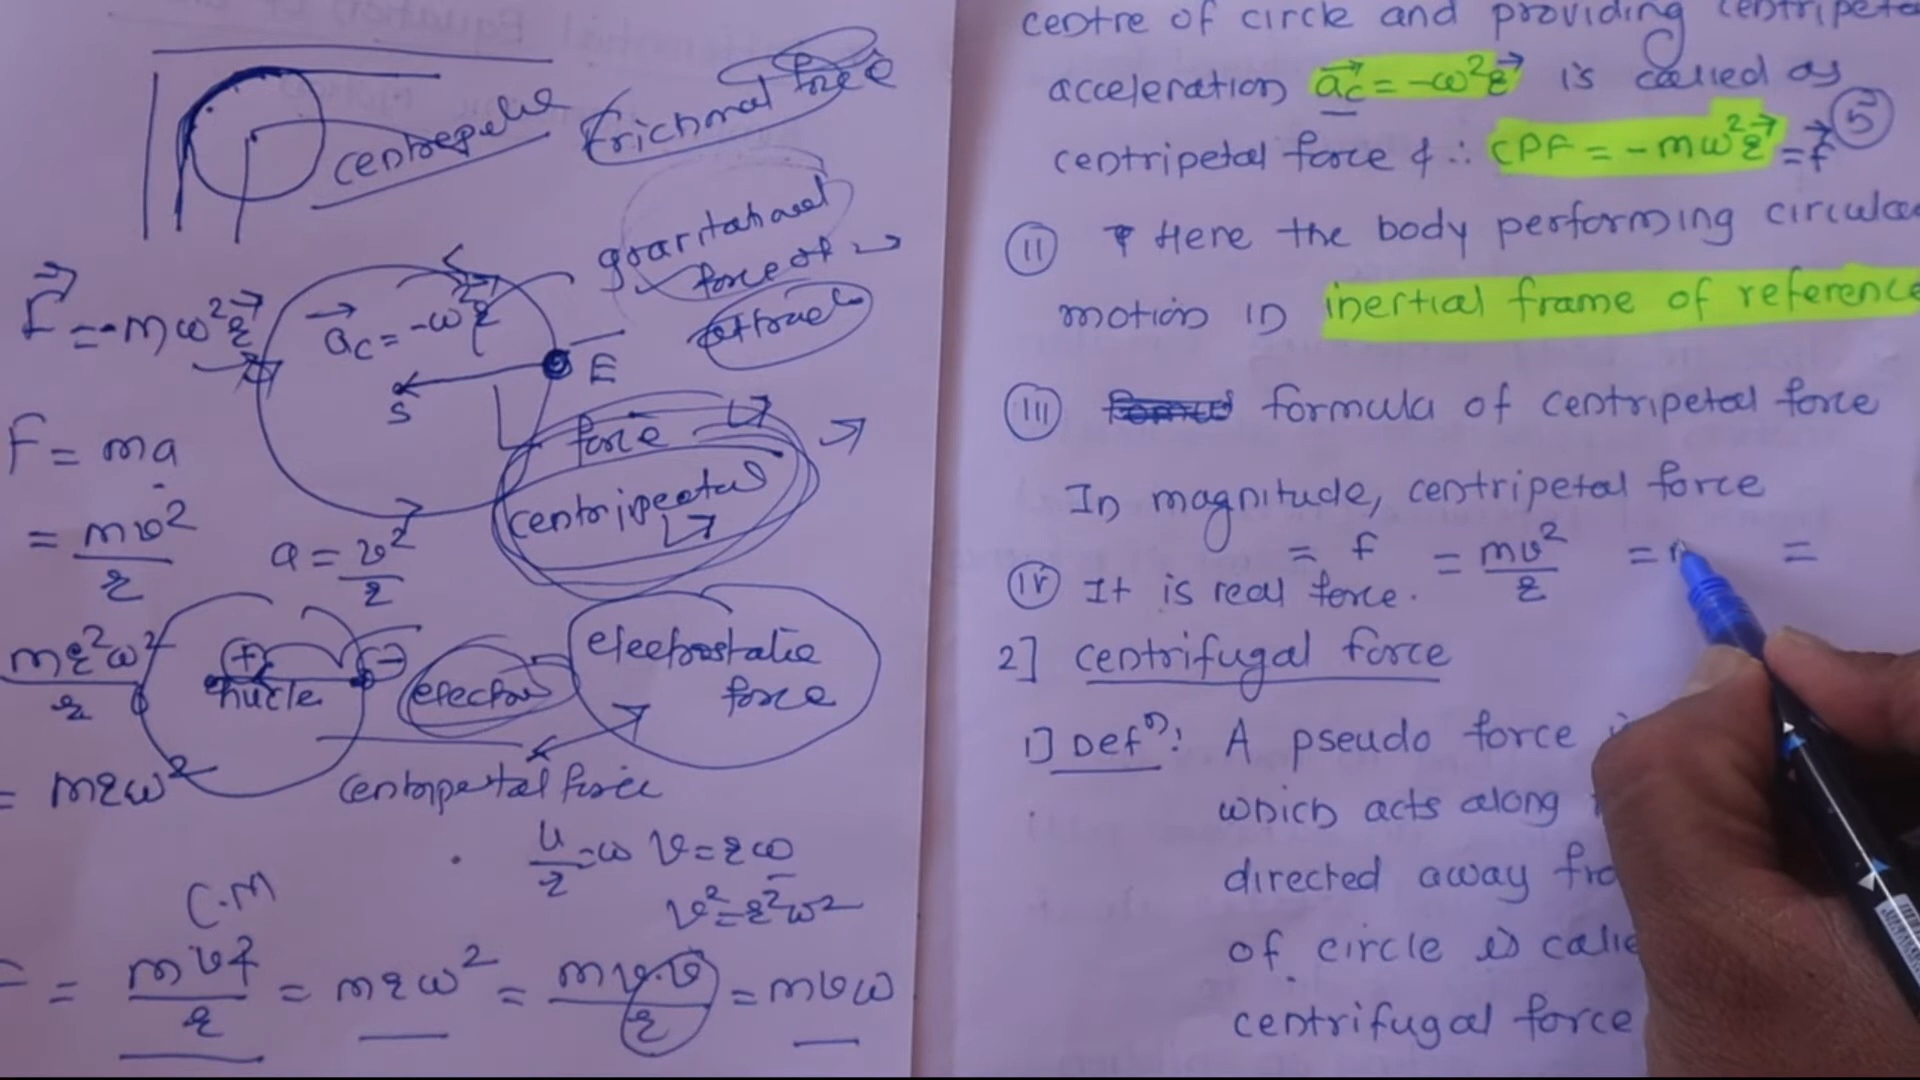 centrepetal
frictional force
gravitational
force of
attrack
F⃗ = -mω²r⃗
a⃗c = -ω²r⃗
E
S
F = ma
force
centripetal
= mv²/r
a = v²/r
mr²ω²/r
+
-
nucle
electron
electrostatic
force
= mrω²
centripetal force
v/r = ω v = rω
v² = r²ω²
C.M
= mv²/r = mrω² = mv.v/r = mvω
centre of circle and providing centripeta
acceleration a⃗c = -ω²r⃗ is called as
5
centripetal force & ∴ CPF = -mω²r⃗ = F⃗
(ii) Here the body performing circular
motion in inertial frame of reference
(iii) formula of centripetal force
In magnitude, centripetal force
= F = mv²/r = =
(iv) It is real force.
2] centrifugal force
1] Defⁿ: A pseudo force
which acts along
directed away fro
of circle is calle
centrifugal force